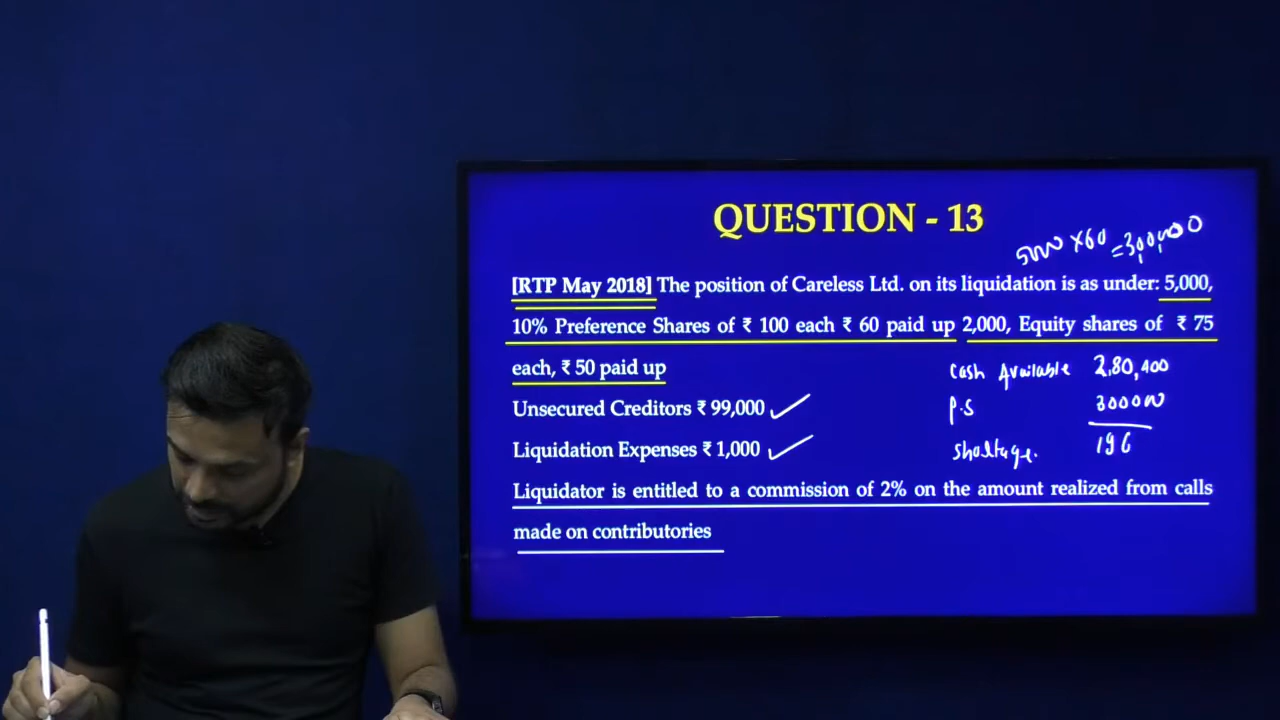 QUESTION - 13
5000 X 60 = 3,00,000
[RTP May 2018] The position of Careless Ltd. on its liquidation is as under: 5,000,
10% Preference Shares of ₹ 100 each ₹ 60 paid up 2,000, Equity shares of ₹ 75
each, ₹ 50 paid up
Cash Available 2,80,400
Unsecured Creditors ₹ 99,000
P.S 300000
Liquidation Expenses ₹ 1,000
Shortage. 196
Liquidator is entitled to a commission of 2% on the amount realized from calls
made on contributories